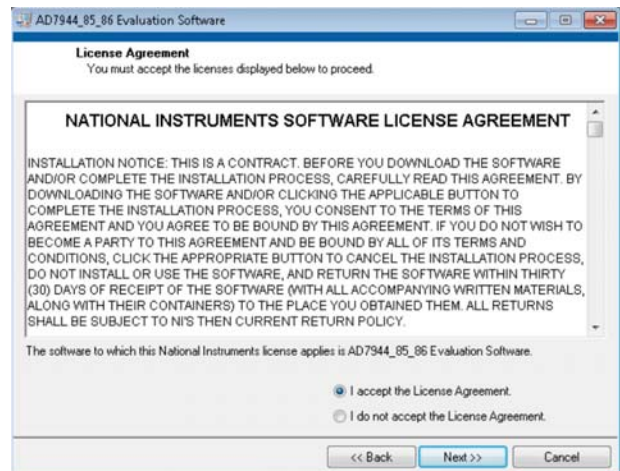 AD7944_85_86 Evaluation Software
License Agreement
You must accept the licenses displayed below to proceed.
NATIONAL INSTRUMENTS SOFTWARE LICENSE AGREEMENT
INSTALLATION NOTICE: THIS IS A CONTRACT. BEFORE YOU DOWNLOAD THE SOFTWARE
AND/OR COMPLETE THE INSTALLATION PROCESS, CAREFULLY READ THIS AGREEMENT. BY
DOWNLOADING THE SOFTWARE AND/OR CLICKING THE APPLICABLE BUTTON TO
COMPLETE THE INSTALLATION PROCESS, YOU CONSENT TO THE TERMS OF THIS
AGREEMENT AND YOU AGREE TO BE BOUND BY THIS AGREEMENT. IF YOU DO NOT WISH TO
BECOME A PARTY TO THIS AGREEMENT AND BE BOUND BY ALL OF ITS TERMS AND
CONDITIONS, CLICK THE APPROPRIATE BUTTON TO CANCEL THE INSTALLATION PROCESS,
DO NOT INSTALL OR USE THE SOFTWARE, AND RETURN THE SOFTWARE WITHIN THIRTY
(30) DAYS OF RECEIPT OF THE SOFTWARE (WITH ALL ACCOMPANYING WRITTEN MATERIALS,
ALONG WITH THEIR CONTAINERS) TO THE PLACE YOU OBTAINED THEM. ALL RETURNS
SHALL BE SUBJECT TO NI'S THEN CURRENT RETURN POLICY.
The software to which this National Instruments license applies is AD7944_85_86 Evaluation Software.
I accept the License Agreement.
I do not accept the License Agreement.
<< Back Next >> Cancel